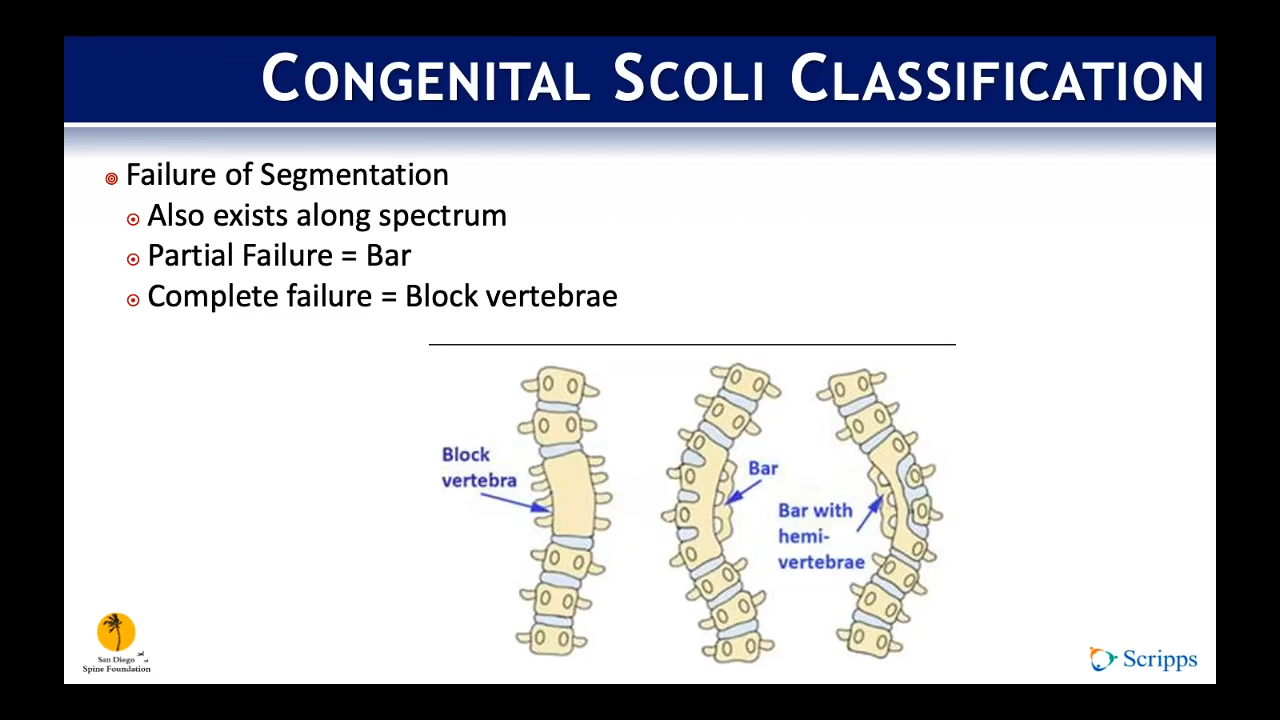 CONGENITAL SCOLI CLASSIFICATION
Failure of Segmentation
Also exists along spectrum
Partial Failure = Bar
Complete failure = Block vertebrae
Block
vertebra
Bar
Bar with
hemi-
vertebrae
San Diego
Spine Foundation
Scripps